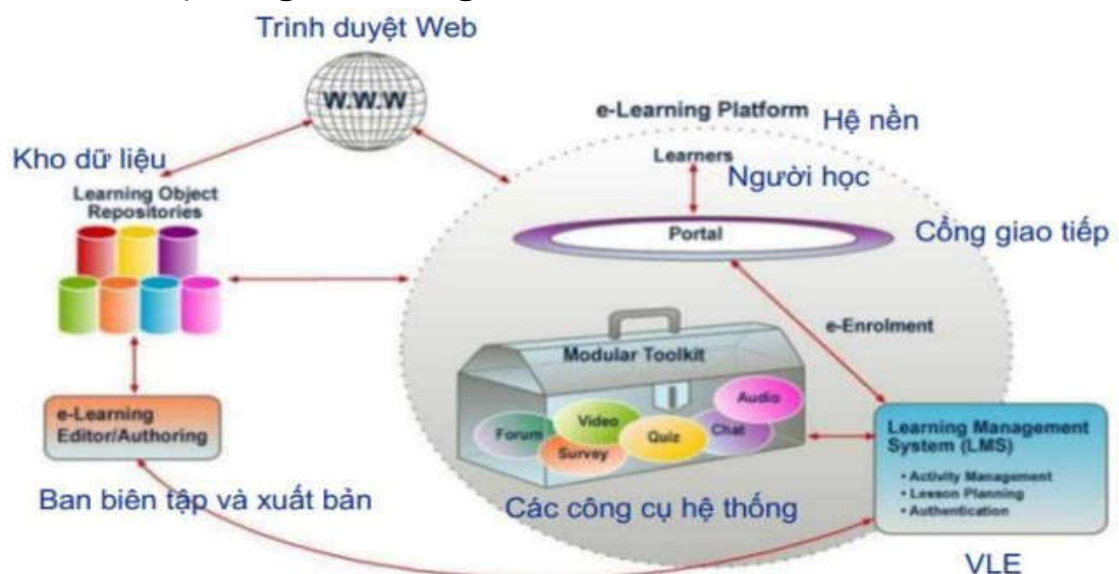 Trình duyệt Web
W.W.W
e-Learning Platform
Hệ nền
Kho dữ liệu
Learning Object
Repositories
Learners
Người học
Portal
Cổng giao tiếp
e-Enrolment
Modular Toolkit
Forum
Video
Survey
Quiz
Chat
Audio
e-Learning
Editor/Authoring
Learning Management
System (LMS)
• Activity Management
• Lesson Planning
• Authentication
Ban biên tập và xuất bản
Các công cụ hệ thống
VLE